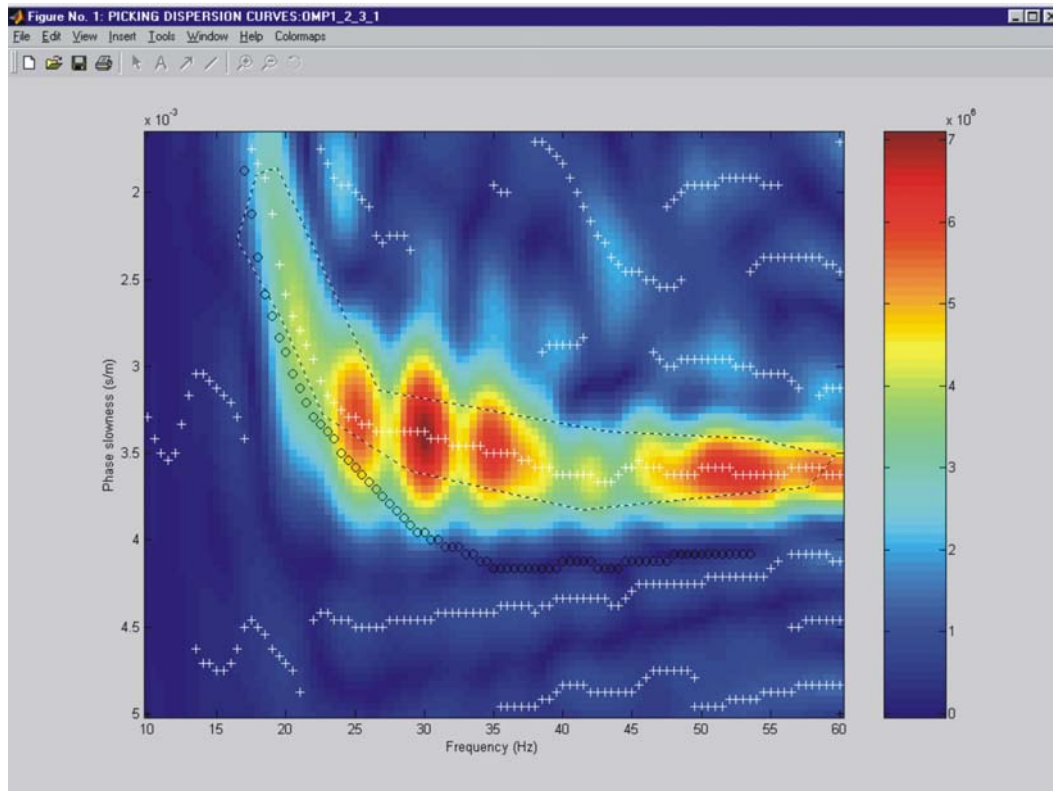 Figure No. 1: PICKING DISPERSION CURVES:OMP1_2_3_1
File Edit View Insert Tools Window Help Colormaps
A
x 10-3
x 10^6
2
2.5
3
3.5
4
4.5
5
Phase slowness (s/m)
10 15 20 25 30 35 40 45 50 55 60
Frequency (Hz)
7
6
5
4
3
2
1
0